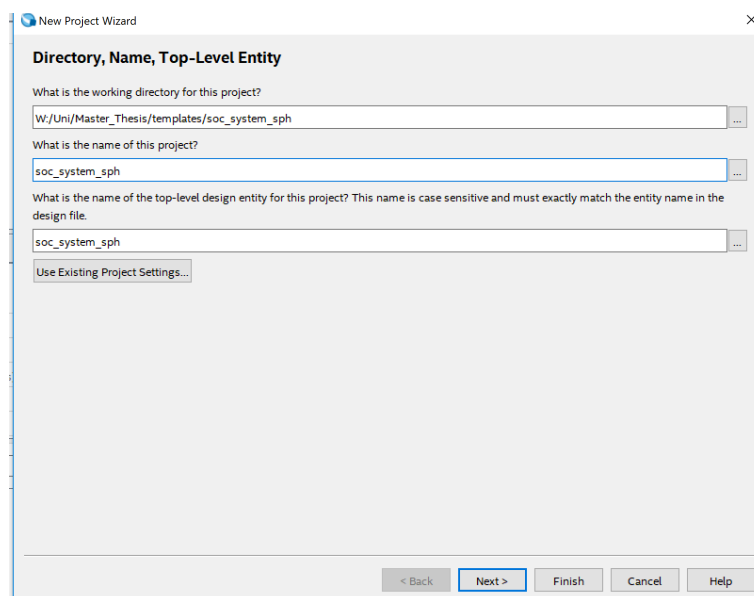 New Project Wizard
Directory, Name, Top-Level Entity
What is the working directory for this project?
W:/Uni/Master_Thesis/templates/soc_system_sph
...
What is the name of this project?
soc_system_sph
...
What is the name of the top-level design entity for this project? This name is case sensitive and must exactly match the entity name in the
design file.
soc_system_sph
...
Use Existing Project Settings...
< Back Next > Finish Cancel Help